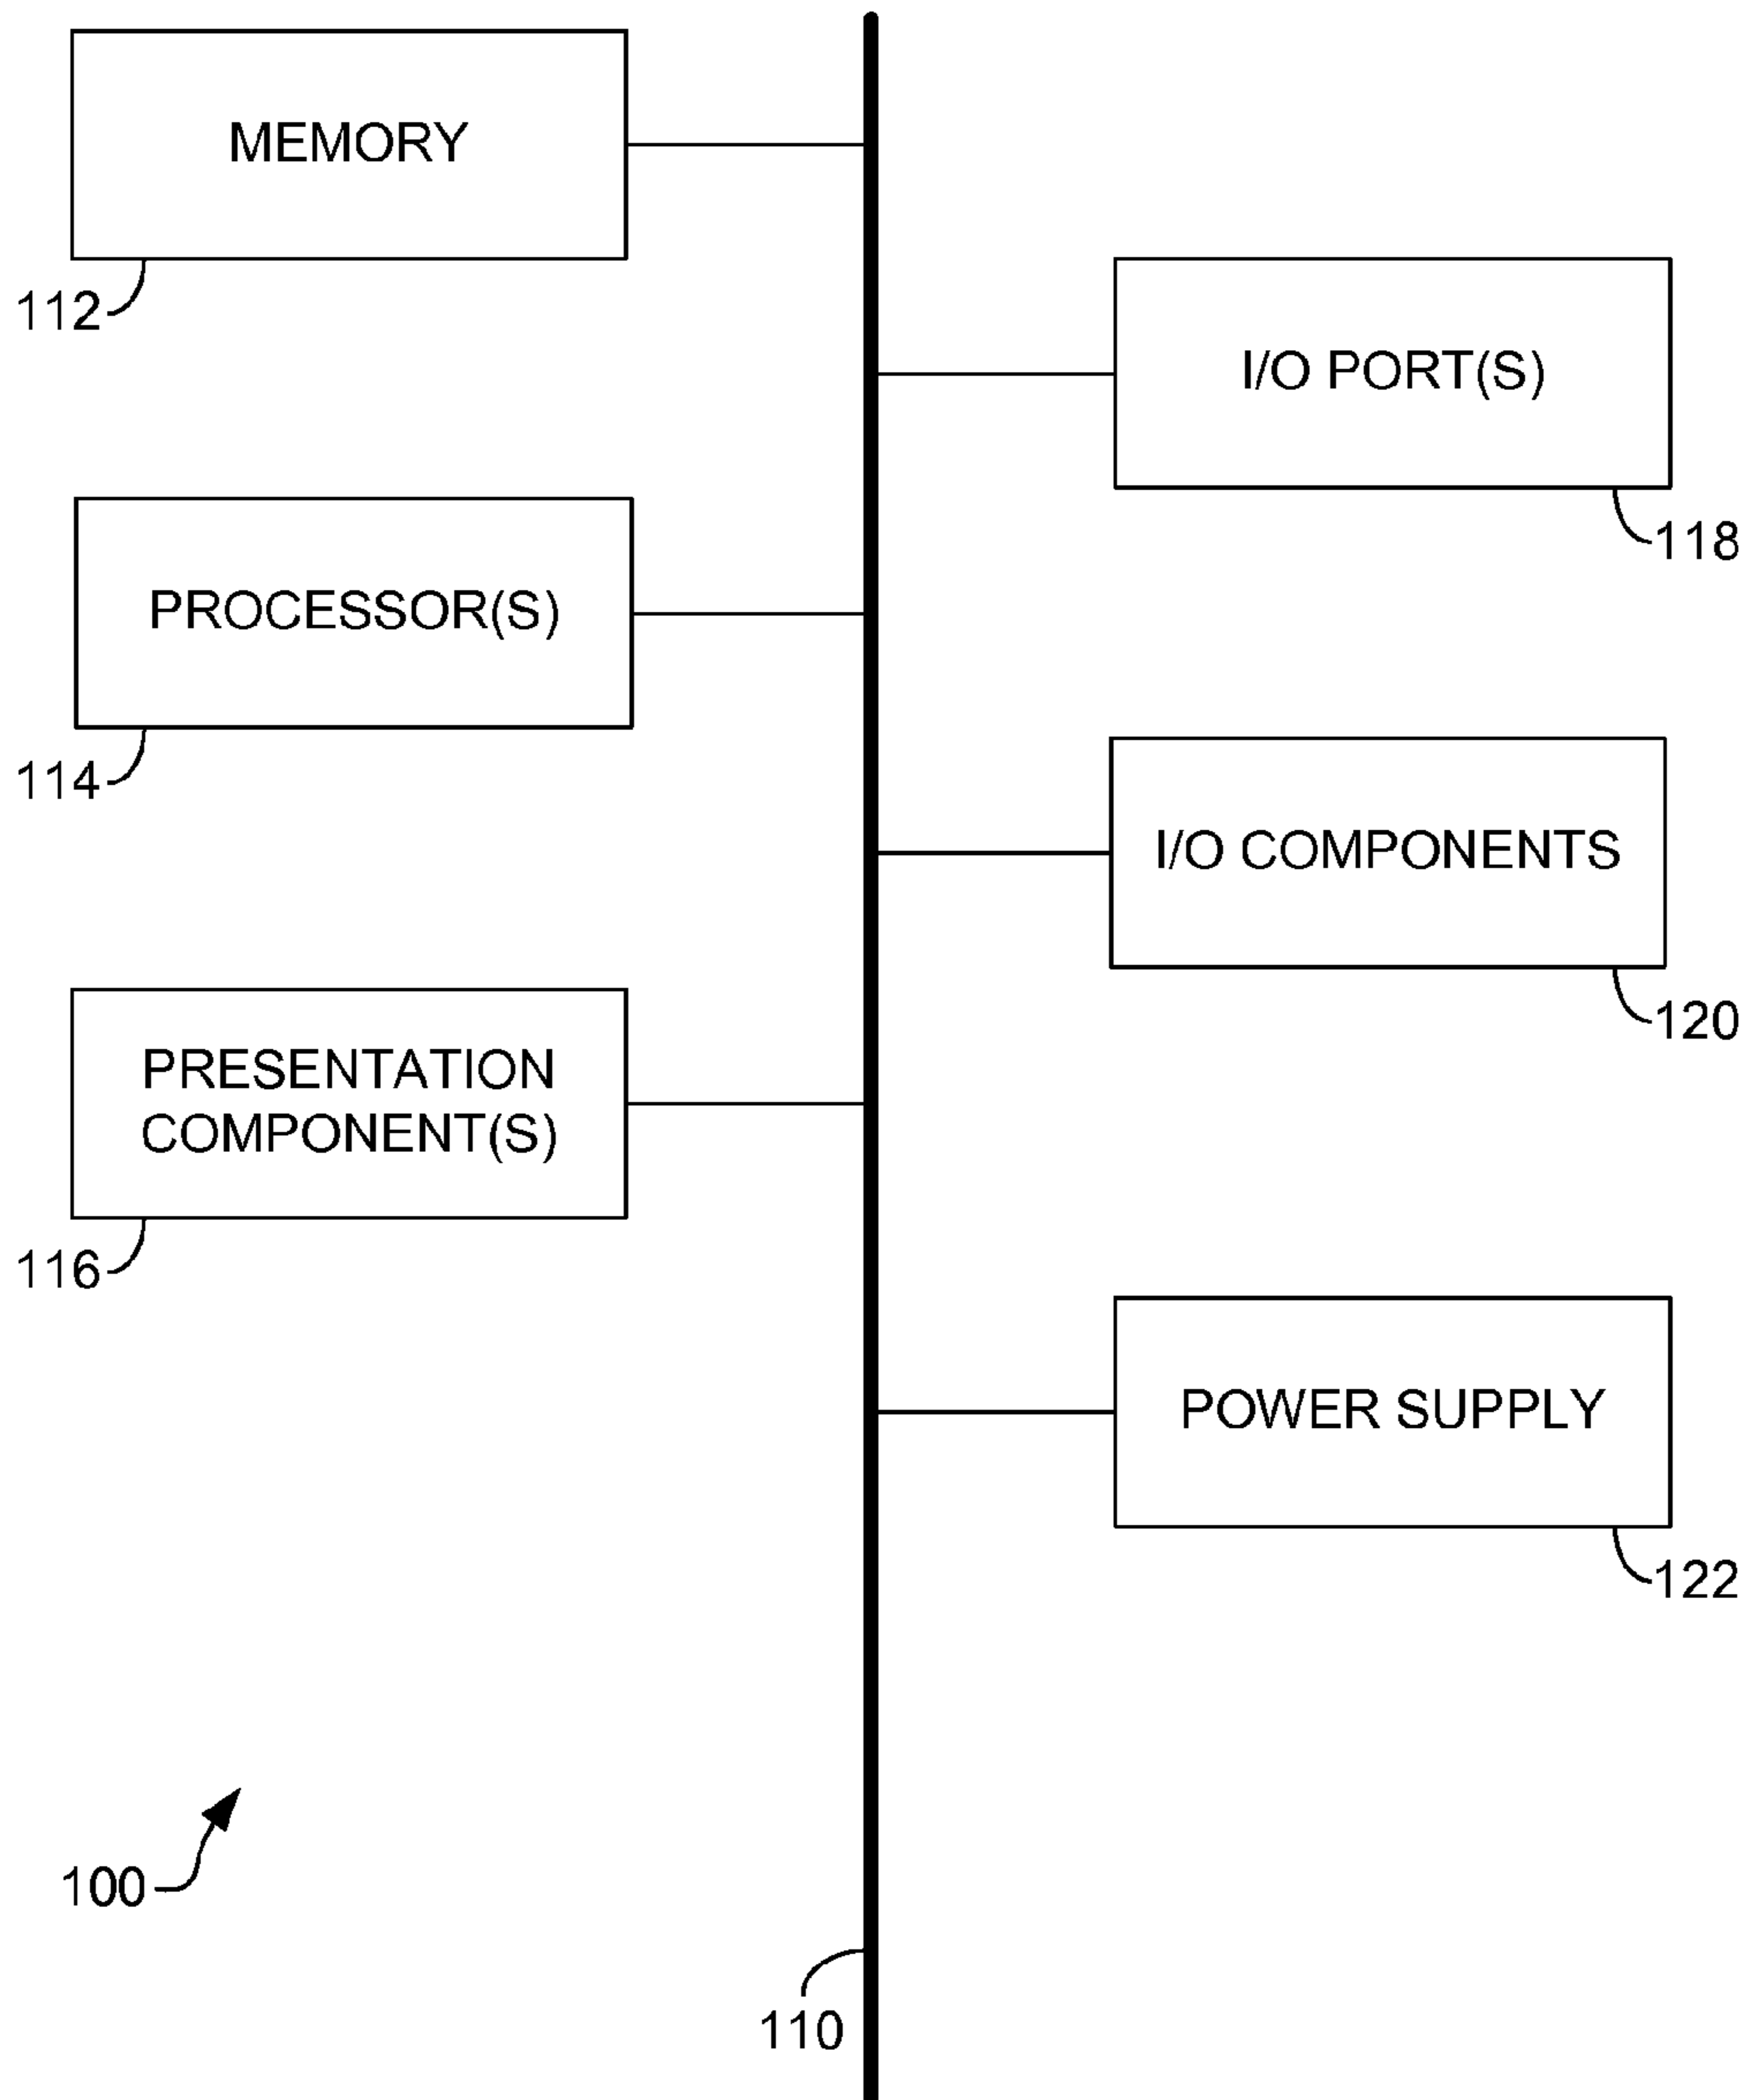 MEMORY
112
I/O PORT(S)
118
PROCESSOR(S)
114
I/O COMPONENTS
120
PRESENTATION
COMPONENT(S)
116
POWER SUPPLY
122
100
110